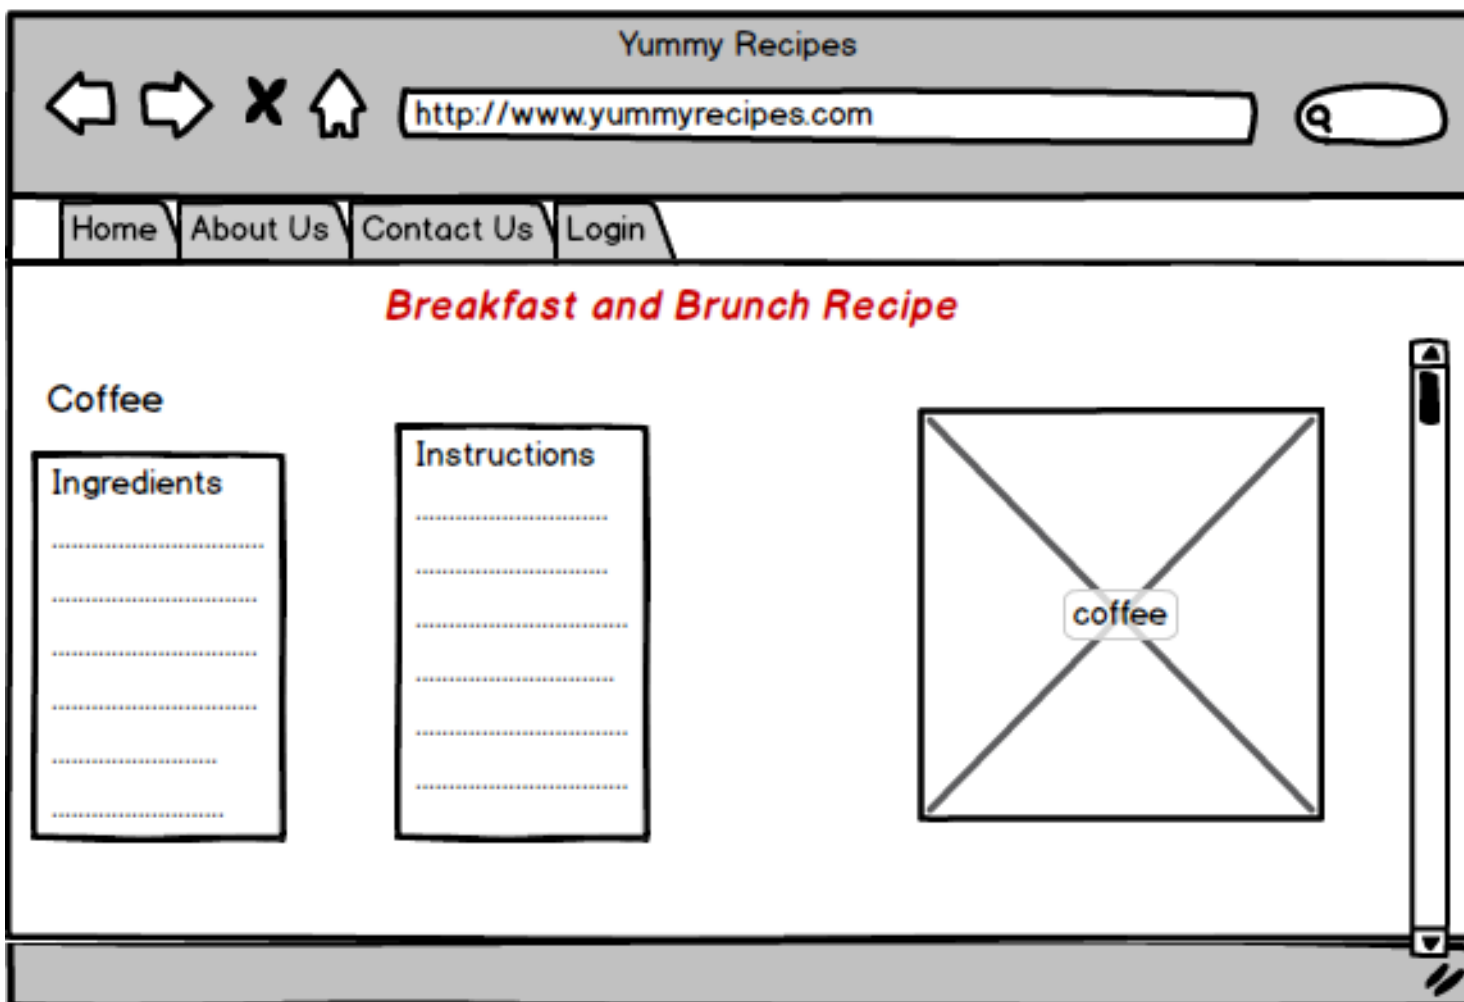 Yummy Recipes
http://www.yummyrecipes.com
Home About Us Contact Us Login
Breakfast and Brunch Recipe
Coffee
Ingredients
..................................
.................................
.................................
.................................
..........................
...........................
Instructions
..............................
..............................
..................................
................................
..................................
..................................
coffee